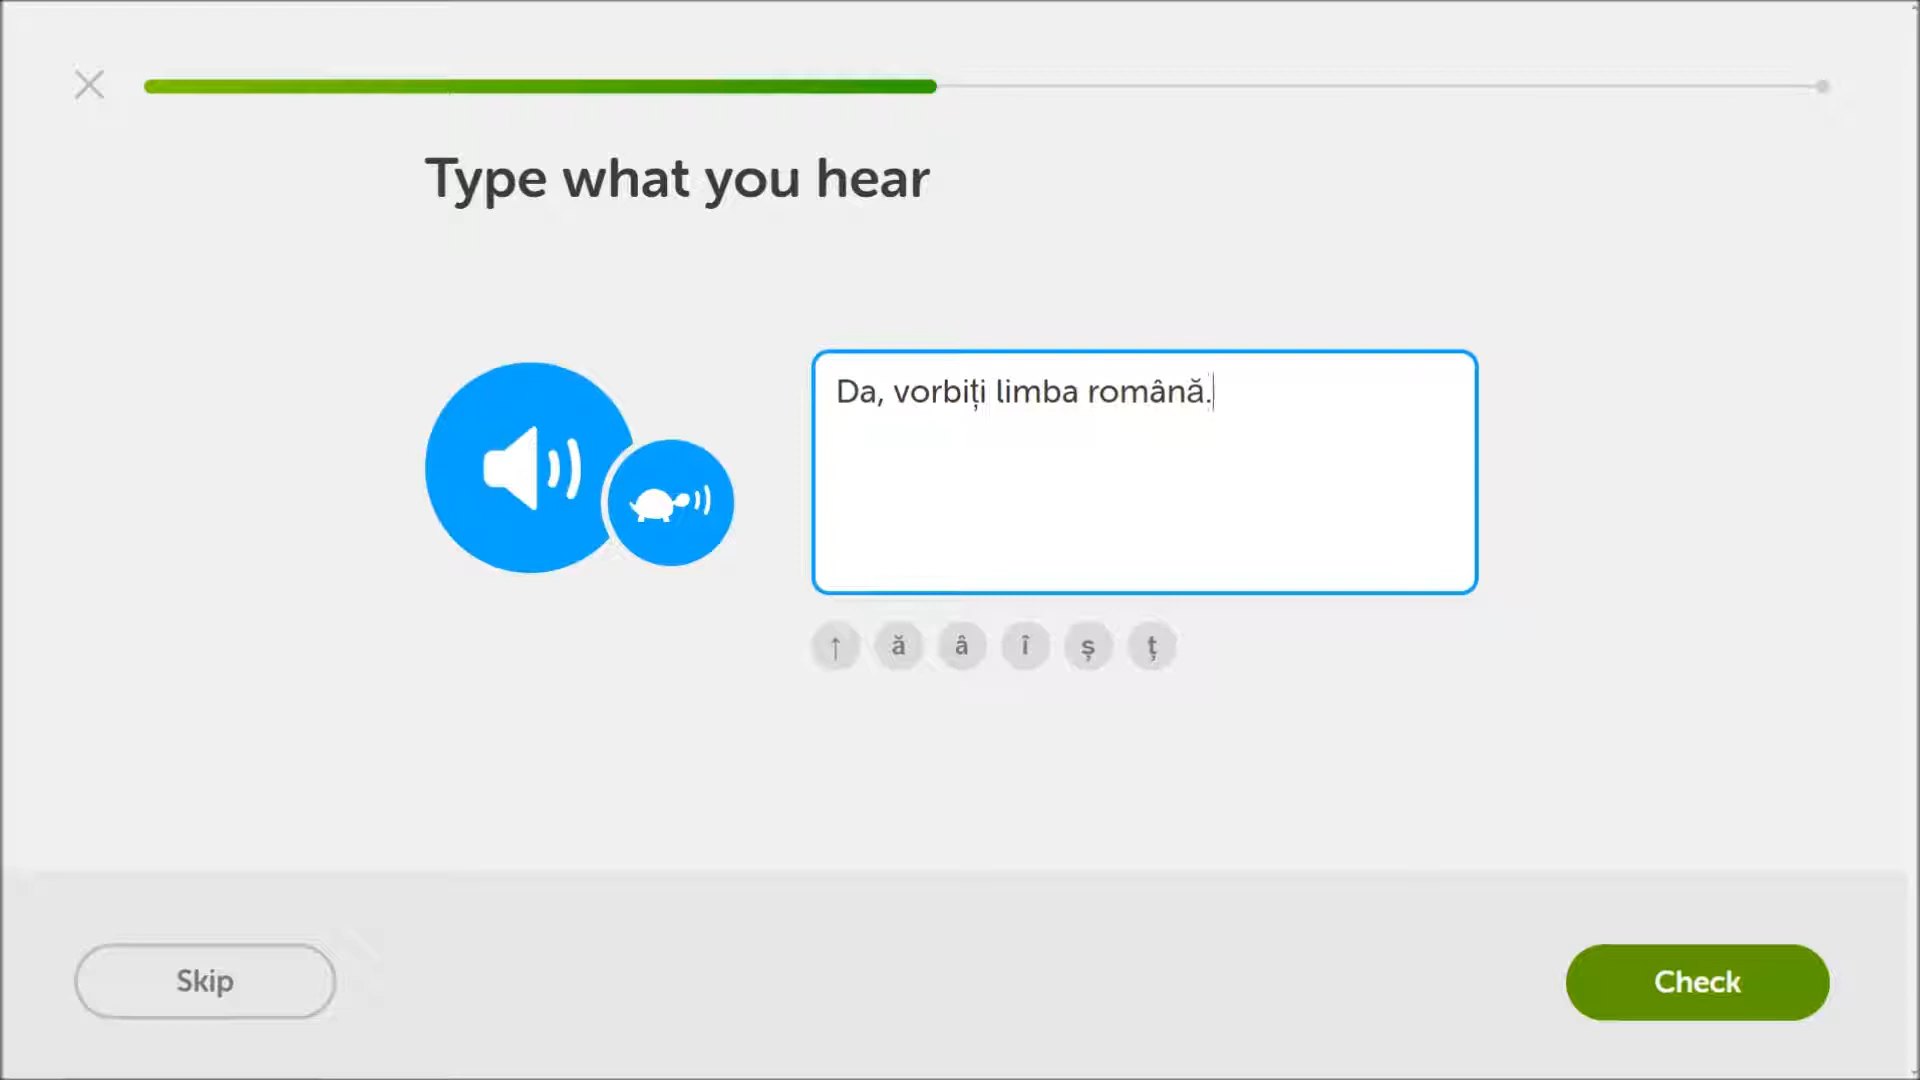 Type what you hear
Da, vorbiți limba română.
↑ ă â î ș ț
Skip
Check